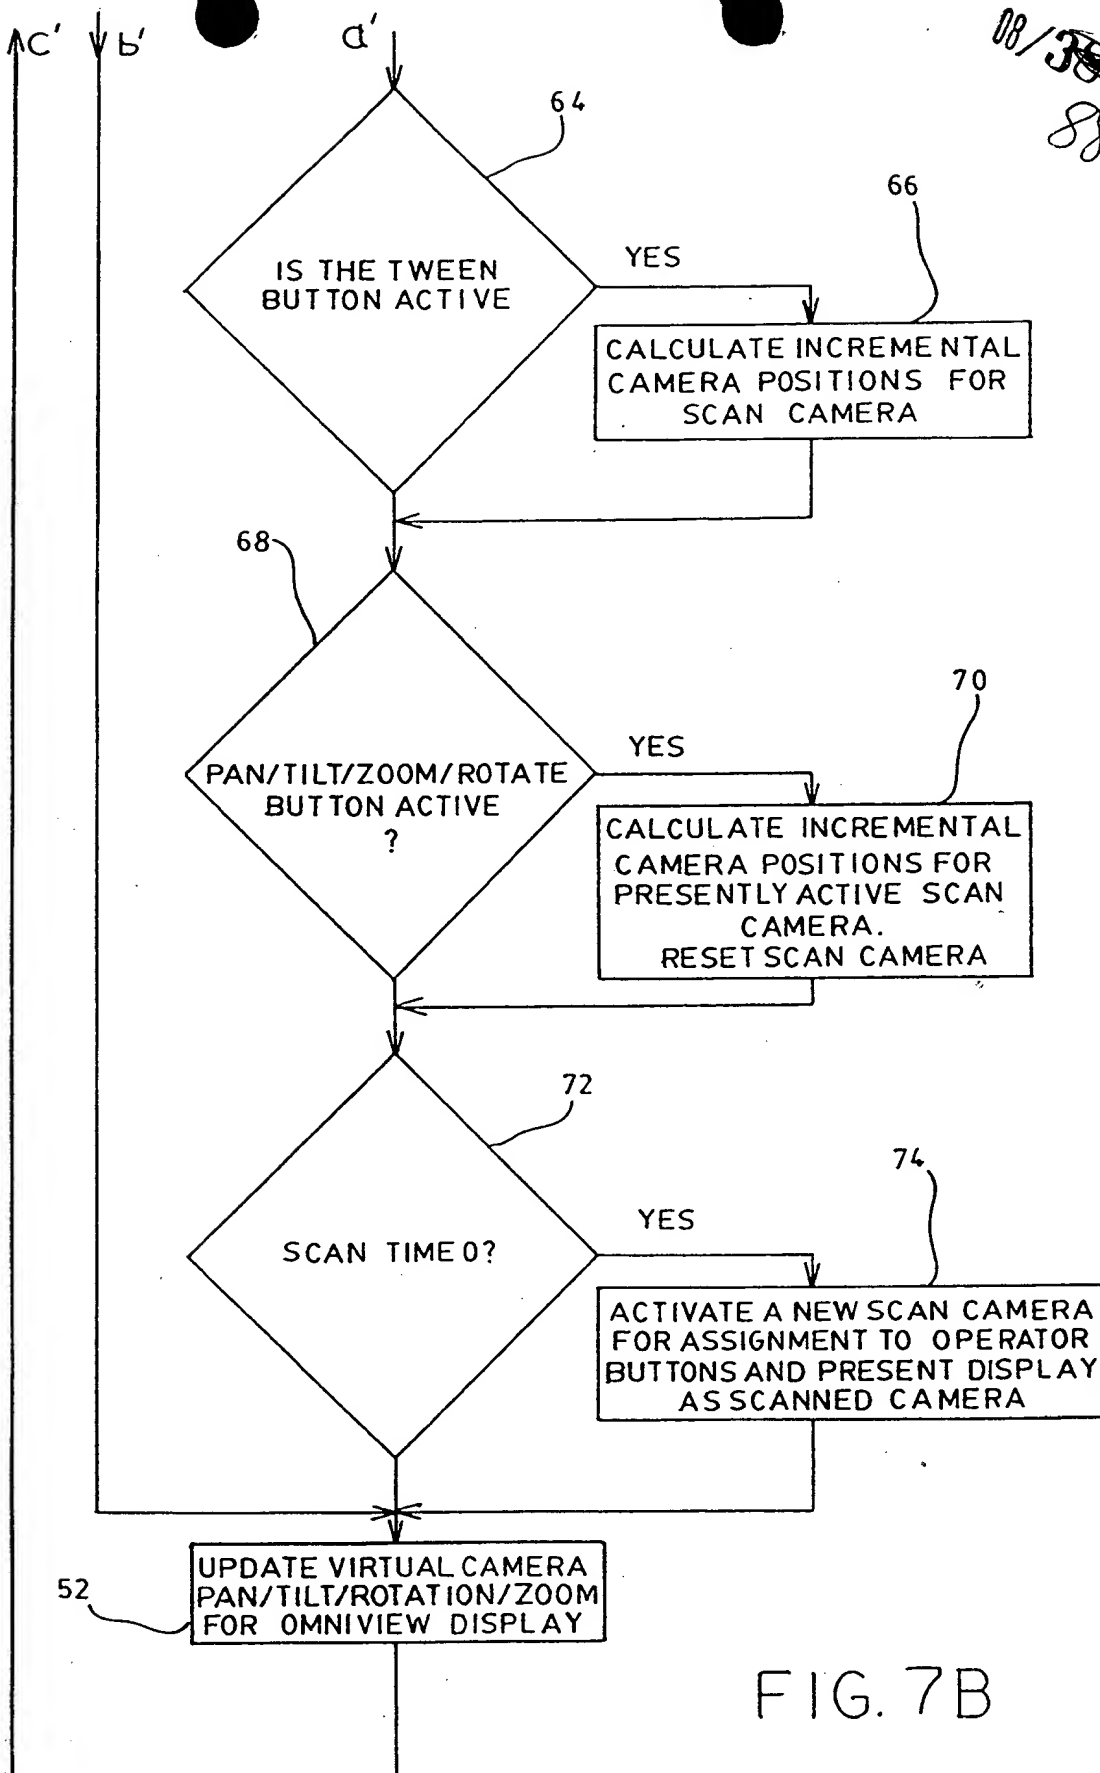 C' b' a'
08/3
88
64
66
IS THE TWEEN
BUTTON ACTIVE
YES
CALCULATE INCREMENTAL
CAMERA POSITIONS FOR
SCAN CAMERA
68
70
PAN/TILT/ZOOM/ROTATE
BUTTON ACTIVE
?
YES
CALCULATE INCREMENTAL
CAMERA POSITIONS FOR
PRESENTLY ACTIVE SCAN
CAMERA.
RESET SCAN CAMERA
72
74
SCAN TIME 0?
YES
ACTIVATE A NEW SCAN CAMERA
FOR ASSIGNMENT TO OPERATOR
BUTTONS AND PRESENT DISPLAY
AS SCANNED CAMERA
52
UPDATE VIRTUAL CAMERA
PAN/TILT/ROTATION/ZOOM
FOR OMNIVIEW DISPLAY
FIG. 7B